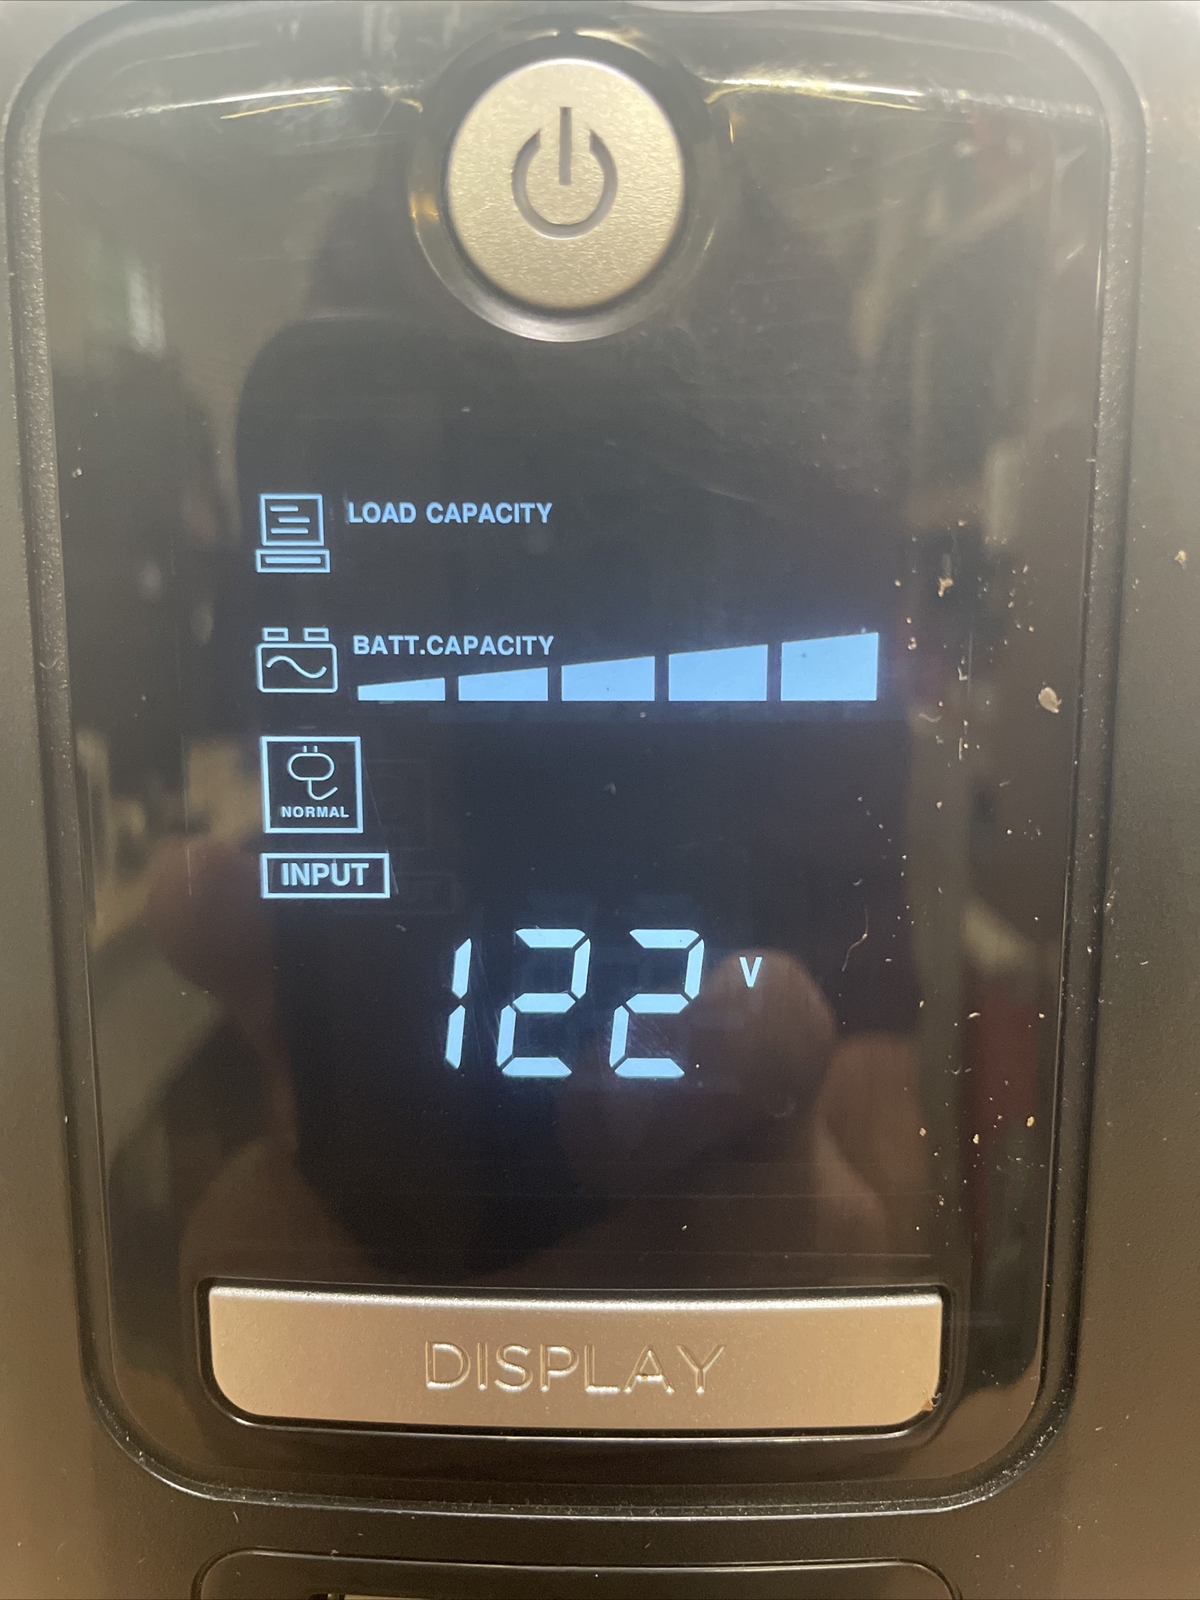 LOAD CAPACITY
BATT.CAPACITY
NORMAL
INPUT
122 V
DISPLAY